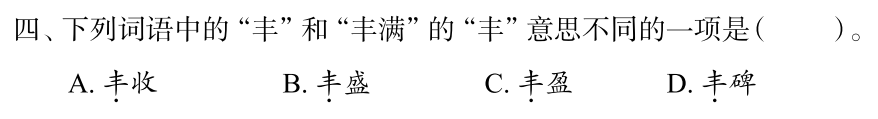 四、下列词语中的“丰”和“丰满”的“丰”意思不同的一项是(　　)。
A. 丰收　　B. 丰盛　　C. 丰盈　　D. 丰碑